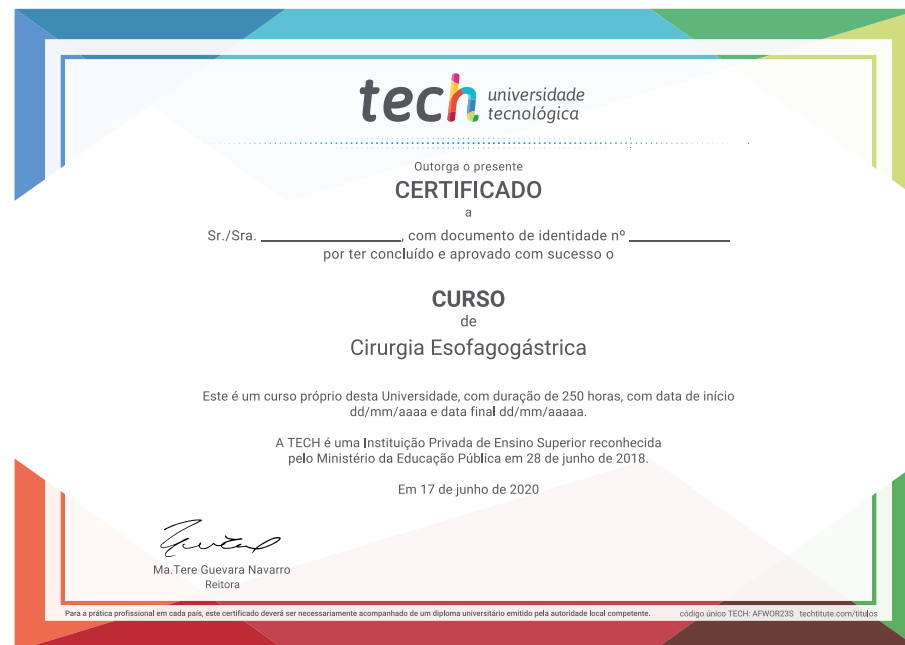 tech universidade
tecnológica
Outorga o presente
CERTIFICADO
a
Sr./Sra. ________________, com documento de identidade nº ____________
por ter concluído e aprovado com sucesso o
CURSO
de
Cirurgia Esofagogástrica
Este é um curso próprio desta Universidade, com duração de 250 horas, com data de início
dd/mm/aaaa e data final dd/mm/aaaaa.
A TECH é uma Instituição Privada de Ensino Superior reconhecida
pelo Ministério da Educação Pública em 28 de junho de 2018.
Em 17 de junho de 2020
Ma.Tere Guevara Navarro
Reitora
Para a prática profissional em cada país, este certificado deverá ser necessariamente acompanhado de um diploma universitário emitido pela autoridade local competente. código único TECH: AFWOR23S techtitute.com/titulos